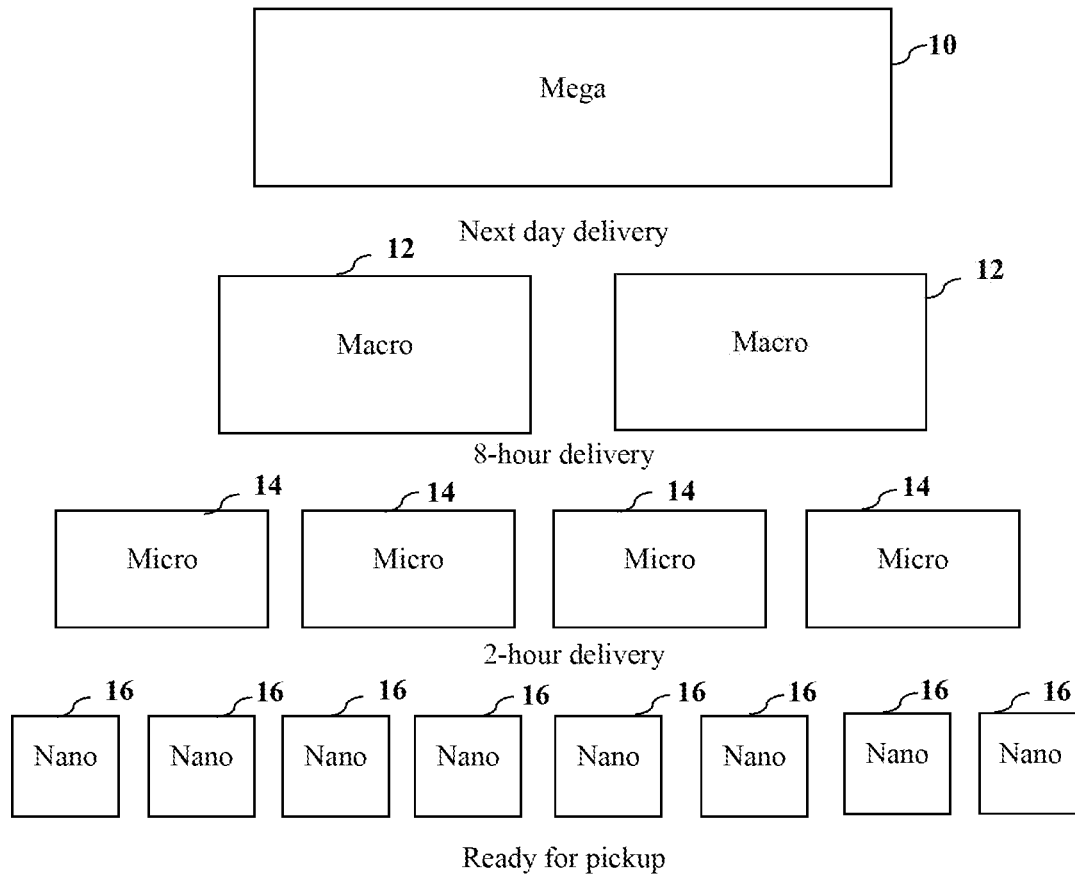 10
Mega
Next day delivery
12 12
Macro Macro
8-hour delivery
14 14 14 14
Micro Micro Micro Micro
2-hour delivery
16 16 16 16 16 16 16 16
Nano Nano Nano Nano Nano Nano Nano Nano
Ready for pickup